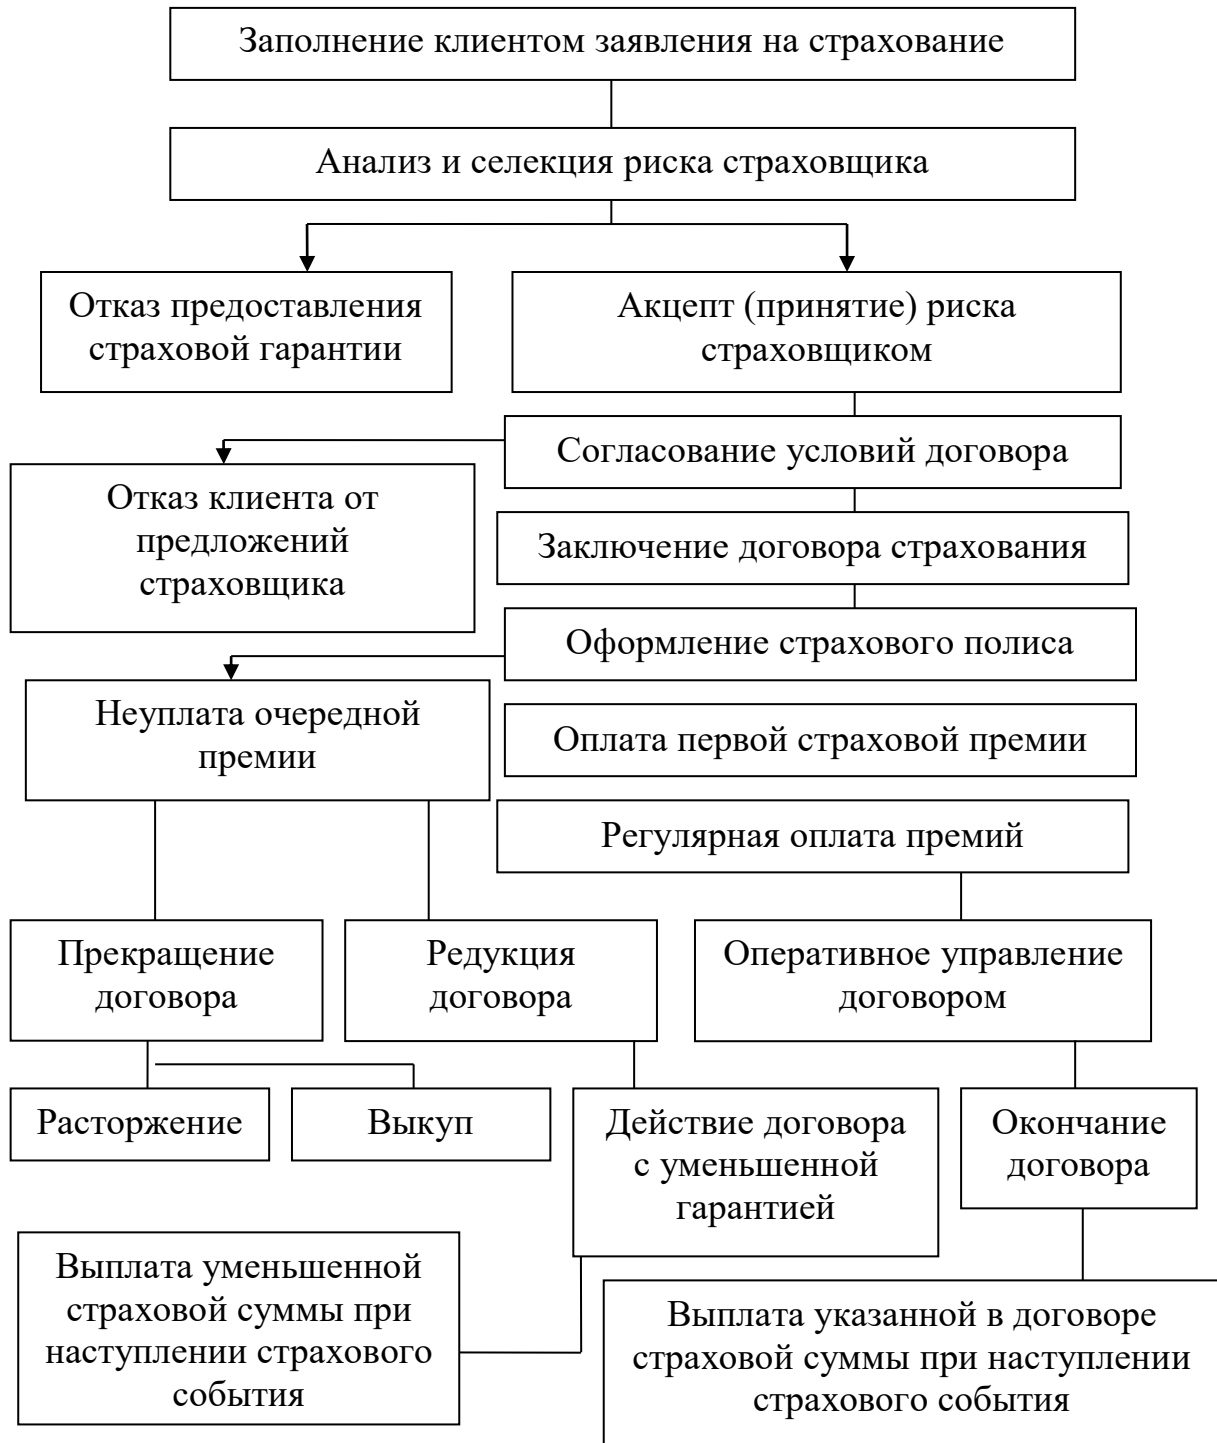 Заполнение клиентом заявления на страхование
Анализ и селекция риска страховщика
Отказ предоставления
страховой гарантии
Акцепт (принятие) риска
страховщиком
Согласование условий договора
Отказ клиента от
предложений
страховщика
Заключение договора страхования
Оформление страхового полиса
Неуплата очередной
премии
Оплата первой страховой премии
Регулярная оплата премий
Прекращение
договора
Редукция
договора
Оперативное управление
договором
Расторжение
Выкуп
Действие договора
с уменьшенной
гарантией
Окончание
договора
Выплата уменьшенной
страховой суммы при
наступлении страхового
события
Выплата указанной в договоре
страховой суммы при наступлении
страхового события